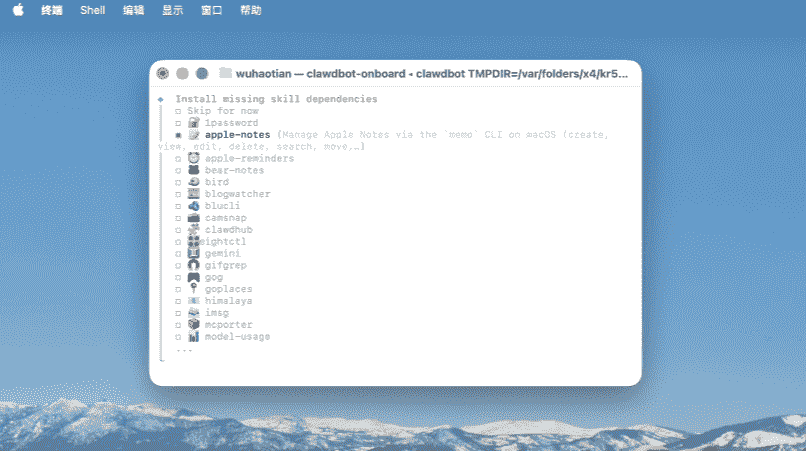 终端 Shell 编辑 显示 窗口 帮助
wuhaotian — clawdbot-onboard • clawdbot TMPDIR=/var/folders/x4/kr5...
Install missing skill dependencies
Skip for now
1password
apple-notes (Manage Apple Notes via the `memo` CLI on macOS (create,
view, edit, delete, search, move…)
apple-reminders
bear-notes
bird
blogwatcher
blucli
camsnap
clawdhub
eightctl
gemini
gifgrep
gog
goplaces
himalaya
imsg
mcporter
model-usage
...